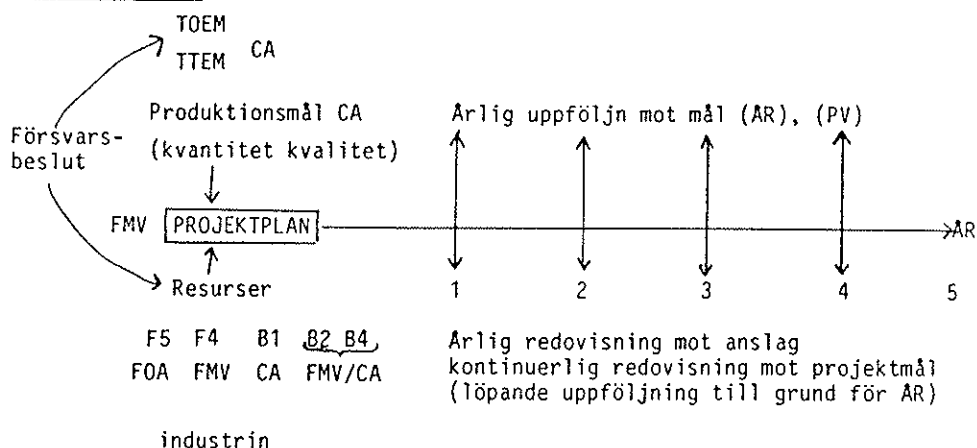 TOEM
TTEM CA
Produktionsmål CA
(kvantitet kvalitet)
Årlig uppföljn mot mål (ÅR), (PV)
Försvars-
beslut
FMV PROJEKTPLAN ÅR
Resurser 1 2 3 4 5
F5 F4 B1 B2 B4
FOA FMV CA FMV/CA
Årlig redovisning mot anslag
kontinuerlig redovisning mot projektmål
(löpande uppföljning till grund för ÅR)
industrin